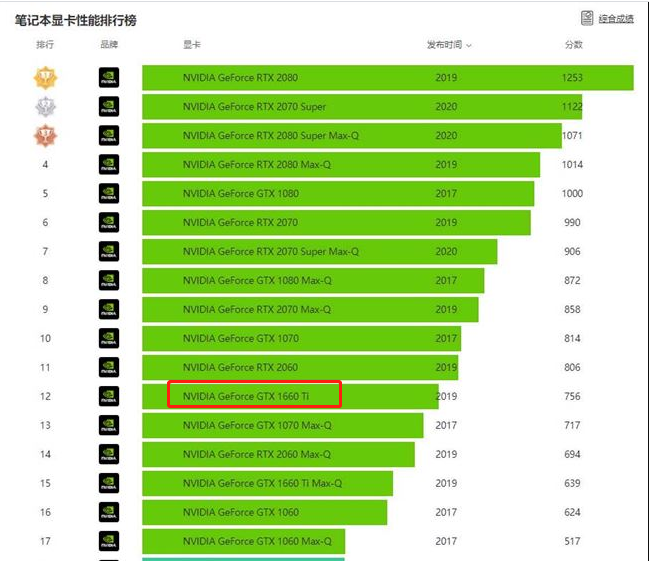 笔记本显卡性能排行榜 综合成绩
排行 品牌 显卡 发布时间 分数
NVIDIA GeForce RTX 2080 2019 1253
NVIDIA GeForce RTX 2070 Super 2020 1122
NVIDIA GeForce RTX 2080 Super Max-Q 2020 1071
4 NVIDIA GeForce RTX 2080 Max-Q 2019 1014
5 NVIDIA GeForce GTX 1080 2017 1000
6 NVIDIA GeForce RTX 2070 2019 990
7 NVIDIA GeForce RTX 2070 Super Max-Q 2020 906
8 NVIDIA GeForce GTX 1080 Max-Q 2017 872
9 NVIDIA GeForce RTX 2070 Max-Q 2019 858
10 NVIDIA GeForce GTX 1070 2017 814
11 NVIDIA GeForce RTX 2060 2019 806
12 NVIDIA GeForce GTX 1660 Ti 2019 756
13 NVIDIA GeForce GTX 1070 Max-Q 2017 717
14 NVIDIA GeForce RTX 2060 Max-Q 2019 694
15 NVIDIA GeForce GTX 1660 Ti Max-Q 2019 639
16 NVIDIA GeForce GTX 1060 2017 624
17 NVIDIA GeForce GTX 1060 Max-Q 2017 517